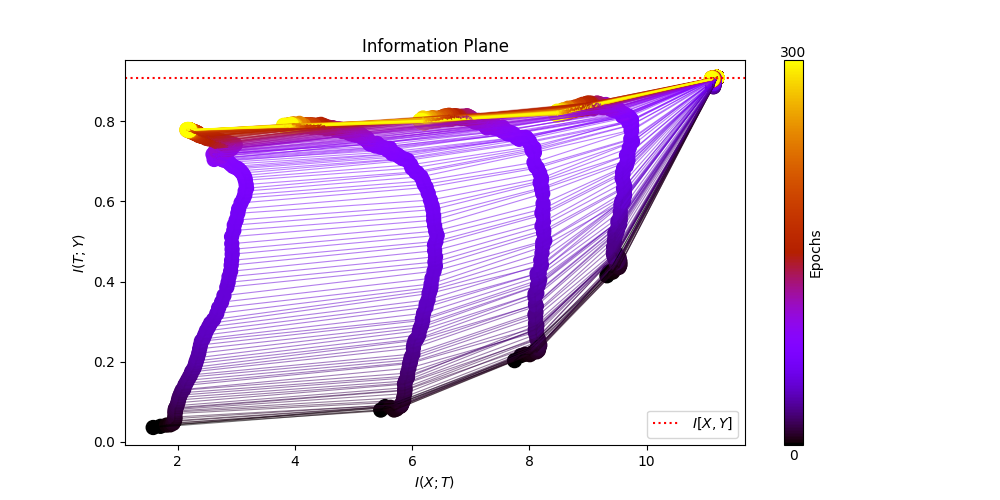 Information Plane
300
0.8
0.6
0.4
0.2
0.0
I(T; Y)
2
4
6
8
10
I(X; T)
I[X, Y]
Epochs
0